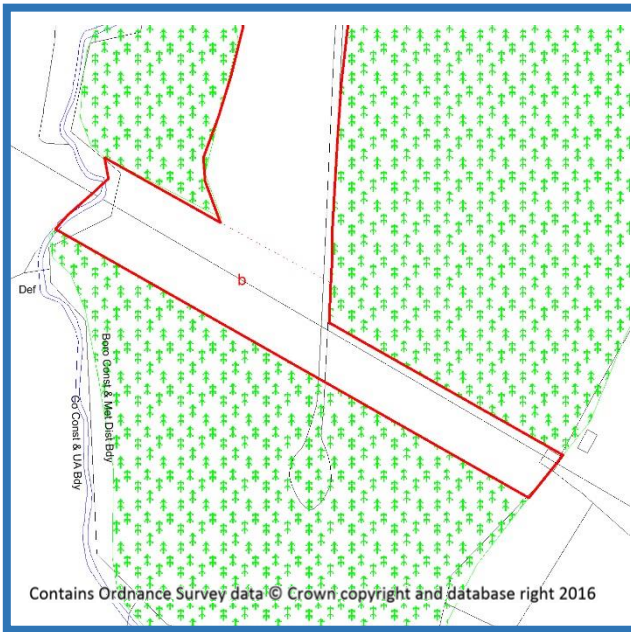 b
Def
Boro Const & Met Dist Bdy
Co Const & UA Bdy
Contains Ordnance Survey data © Crown copyright and database right 2016